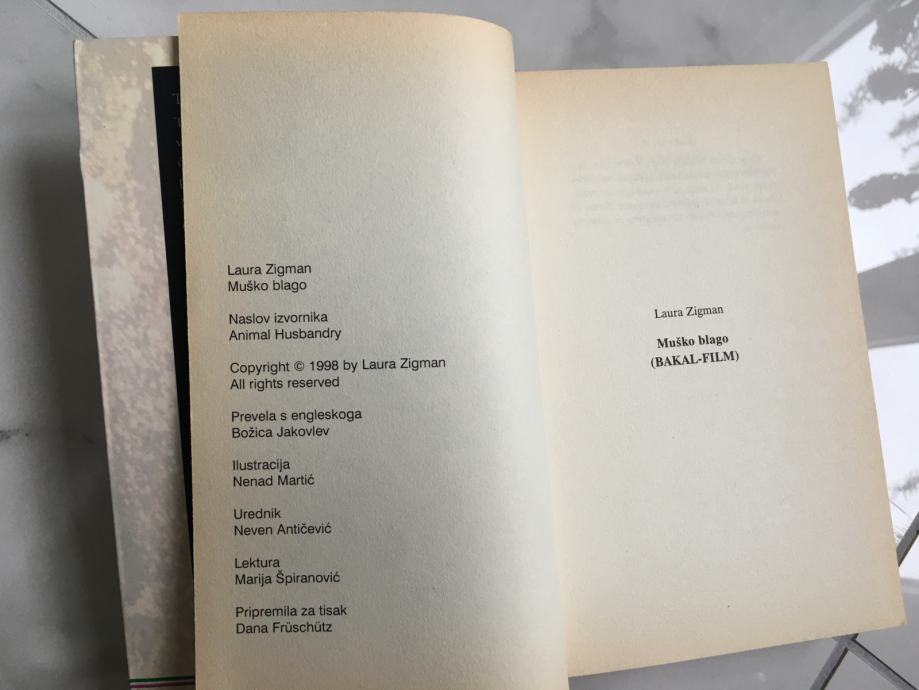 Laura Zigman
Muško blago
Naslov izvornika
Animal Husbandry
Copyright © 1998 by Laura Zigman
All rights reserved
Prevela s engleskoga
Božica Jakovlev
Ilustracija
Nenad Martić
Urednik
Neven Antičević
Lektura
Marija Špiranović
Pripremila za tisak
Dana Früschütz
Laura Zigman
Muško blago
(BAKAL-FILM)